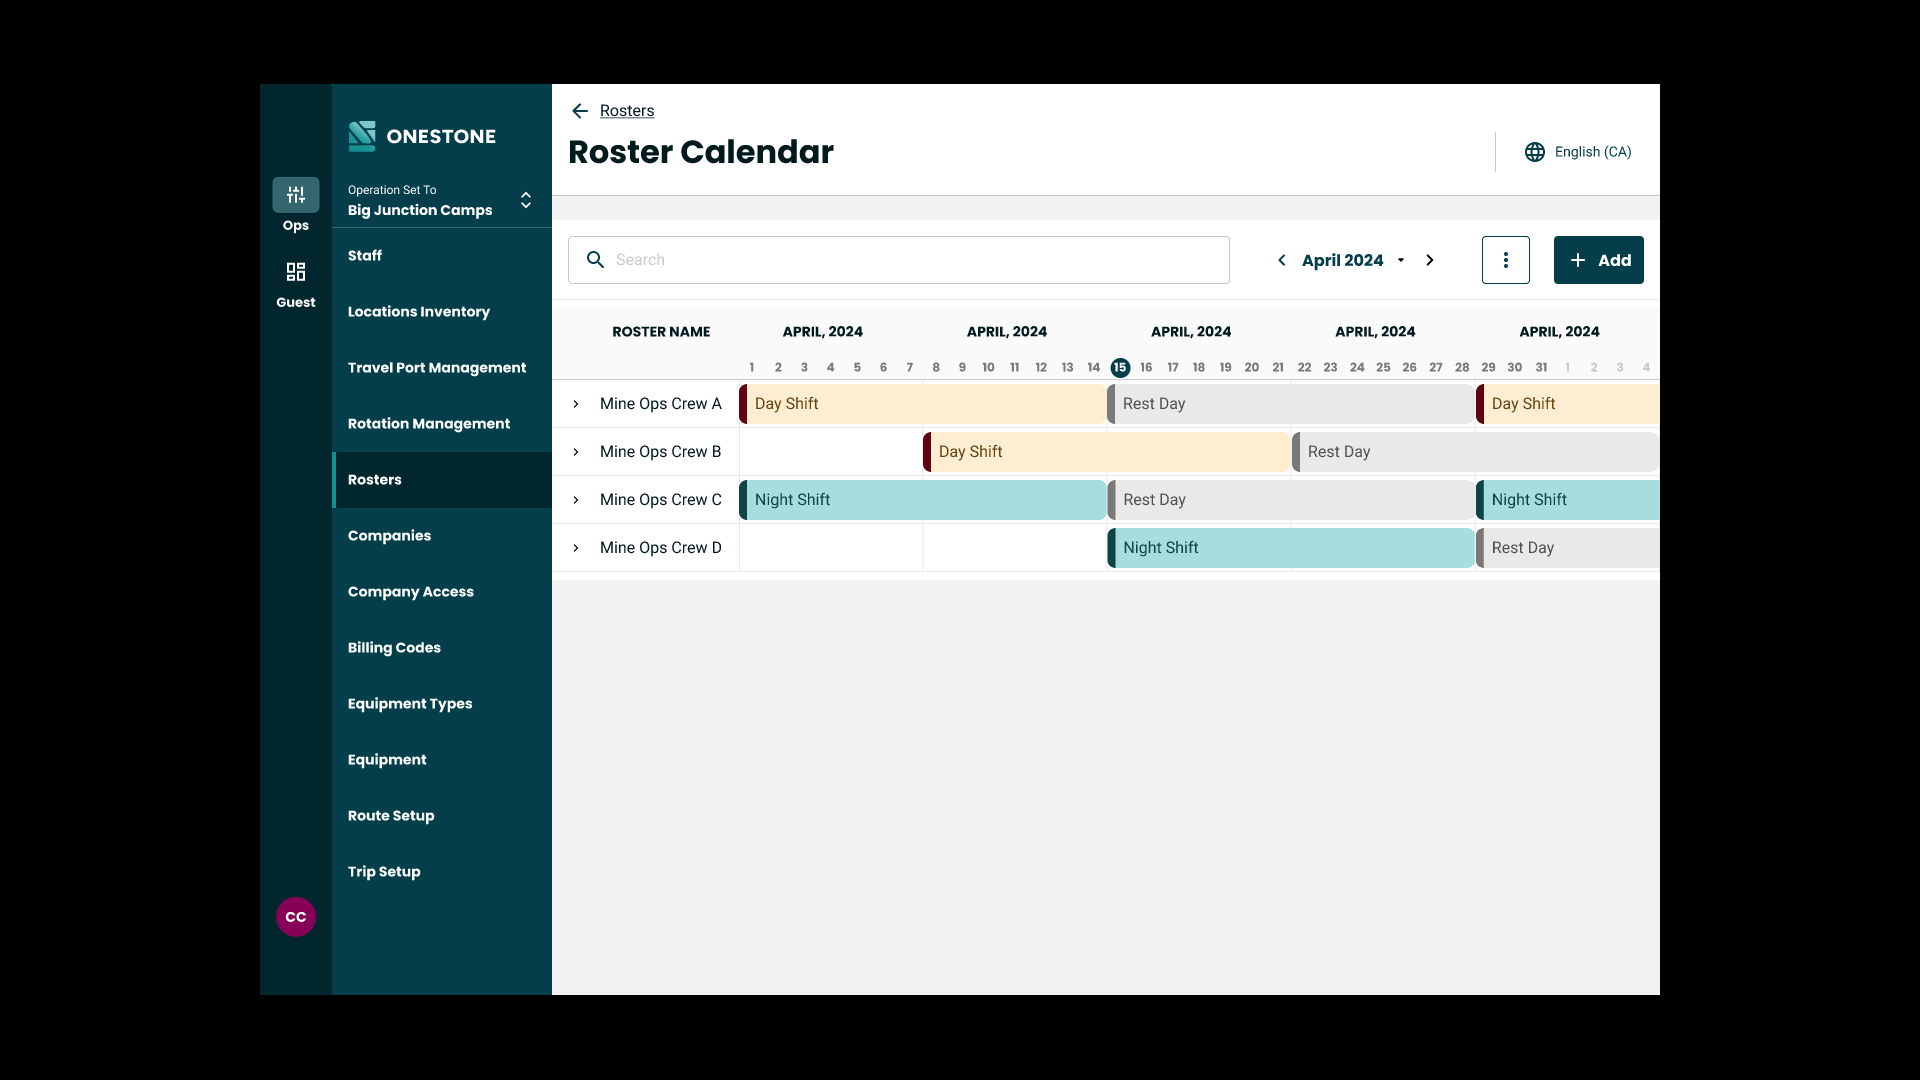 Ops
Guest
CC
ONESTONE
Operation Set To
Big Junction Camps
Staff
Locations Inventory
Travel Port Management
Rotation Management
Rosters
Companies
Company Access
Billing Codes
Equipment Types
Equipment
Route Setup
Trip Setup
Rosters
Roster Calendar
English (CA)
Search
April 2024
Add
ROSTER NAME APRIL, 2024 APRIL, 2024 APRIL, 2024 APRIL, 2024 APRIL, 2024
1 2 3 4 5 6 7 8 9 10 11 12 13 14 15 16 17 18 19 20 21 22 23 24 25 26 27 28 29 30 31 1 2 3 4
Mine Ops Crew A Day Shift Rest Day Day Shift
Mine Ops Crew B Day Shift Rest Day
Mine Ops Crew C Night Shift Rest Day Night Shift
Mine Ops Crew D Night Shift Rest Day